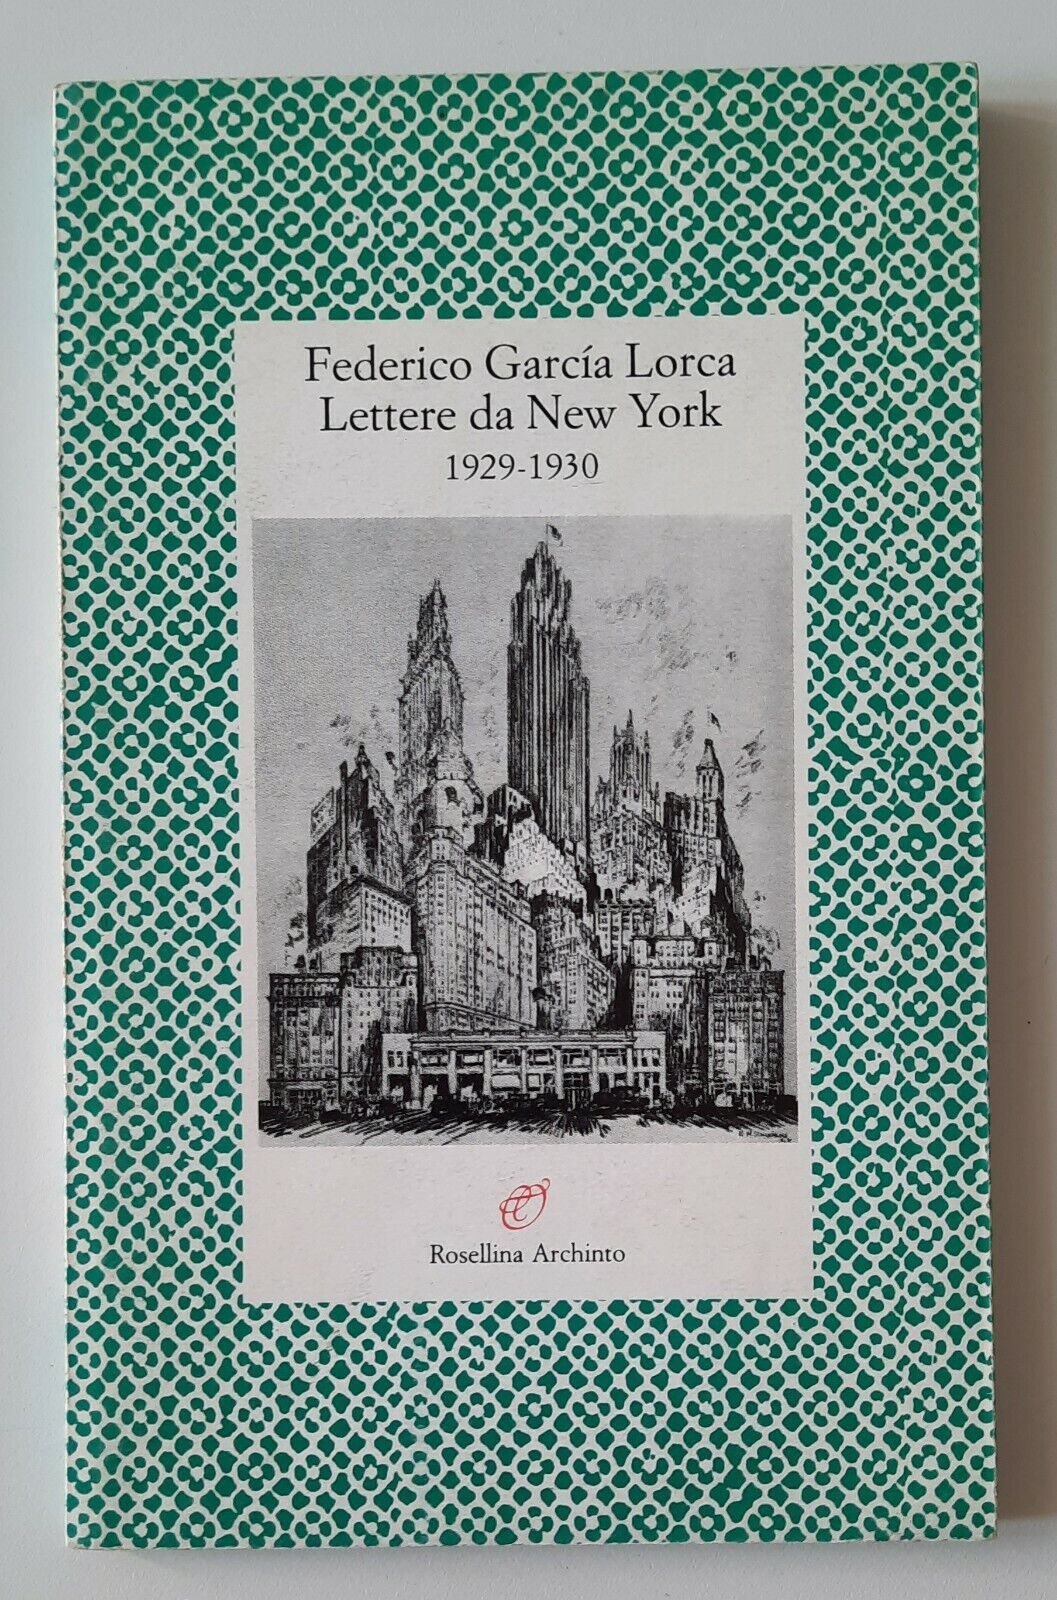 Federico García Lorca
Lettere da New York
1929-1930
Rosellina Archinto